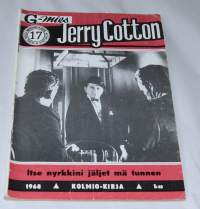 G-mies
17
Jerry Cotton
Itse nyrkkini jäljet mä tunnen
1968 ▲ KOLMIO-KIRJA ▲